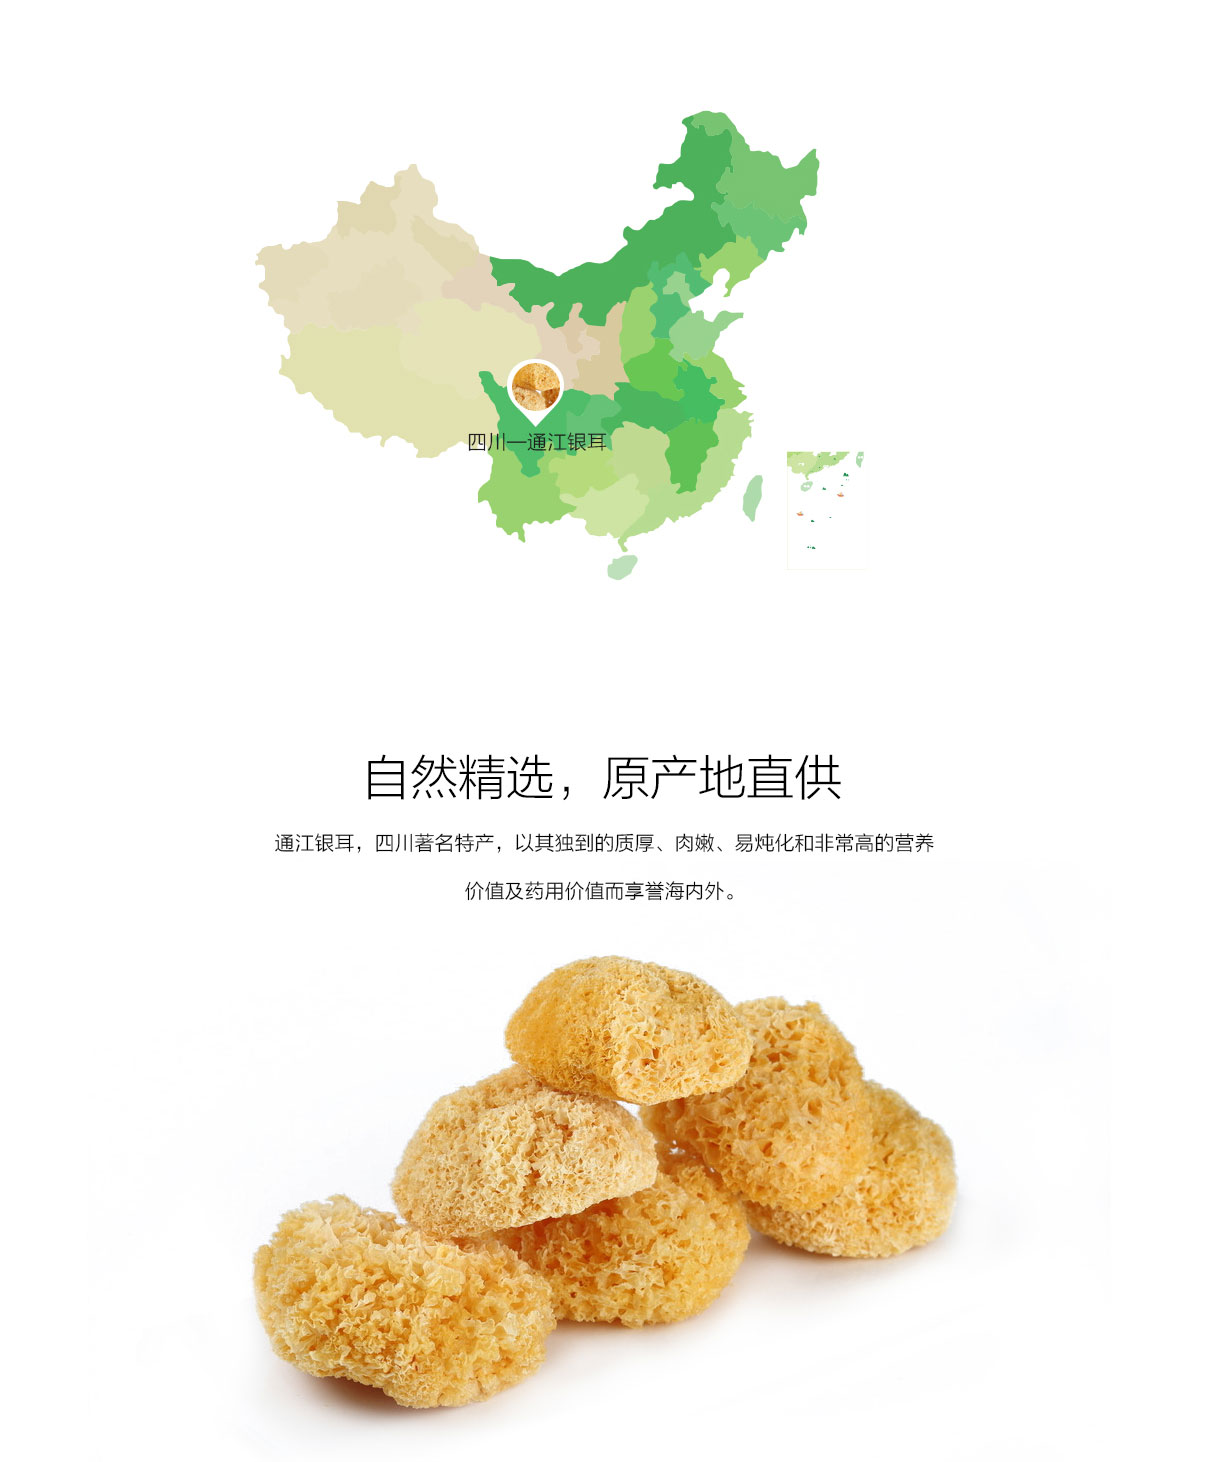 四川—通江银耳
自然精选，原产地直供
通江银耳，四川著名特产，以其独到的质厚、肉嫩、易炖化和非常高的营养
价值及药用价值而享誉海内外。